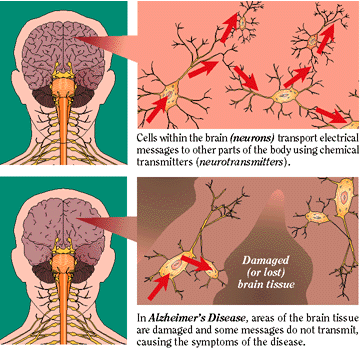 Cells within the brain (neurons) transport electrical
messages to other parts of the body using chemical
transmitters (neurotransmitters).
Damaged
(or lost)
brain tissue
In Alzheimer's Disease, areas of the brain tissue
are damaged and some messages do not transmit,
causing the symptoms of the disease.